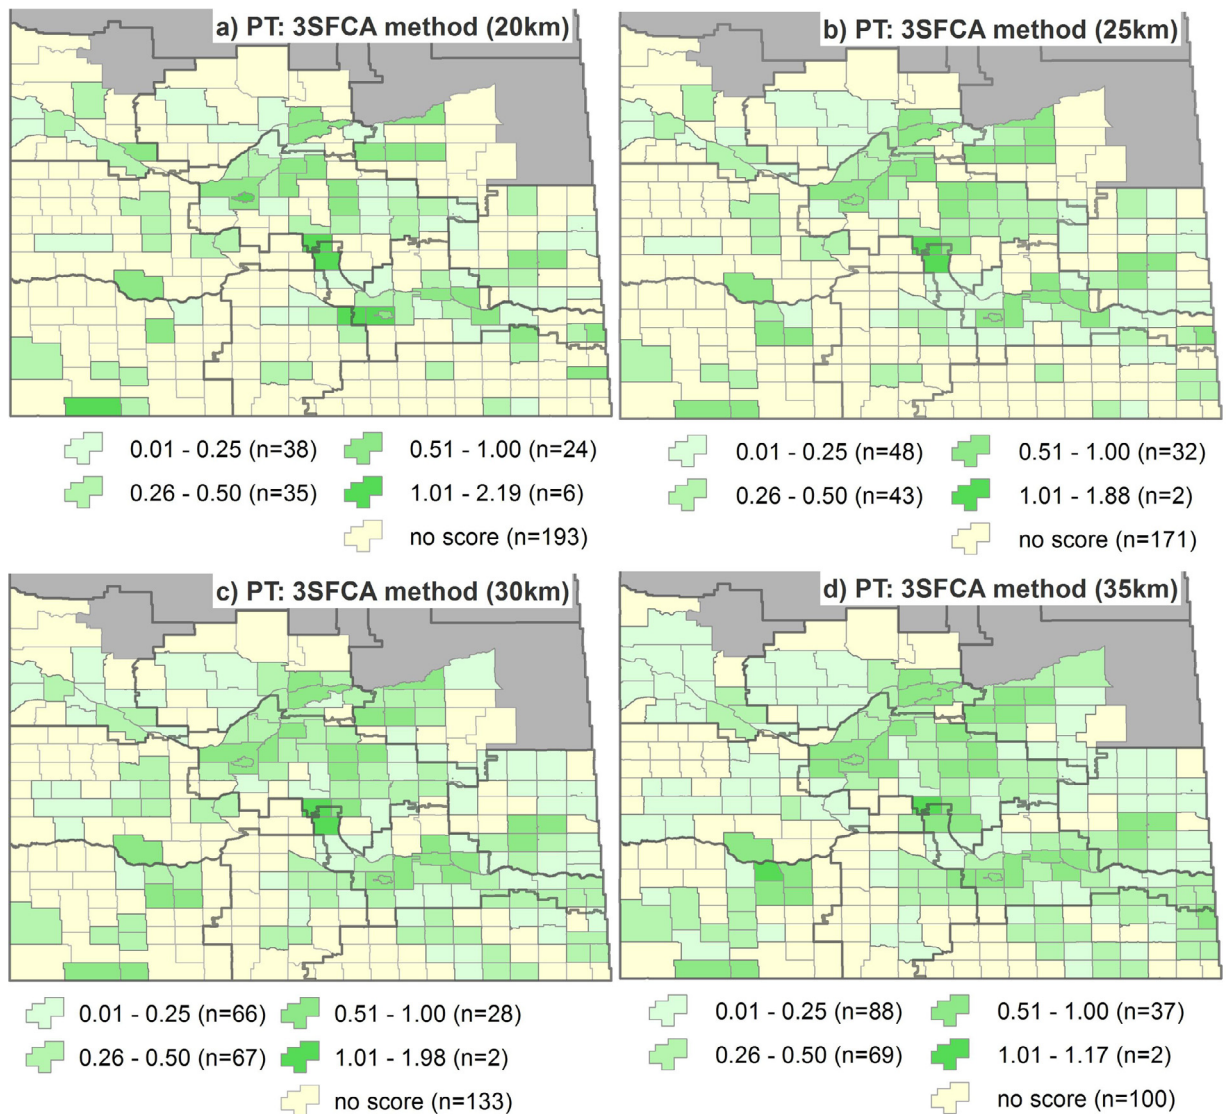 a) PT: 3SFCA method (20km)
0.01 - 0.25 (n=38)
0.51 - 1.00 (n=24)
0.26 - 0.50 (n=35)
1.01 - 2.19 (n=6)
no score (n=193)
b) PT: 3SFCA method (25km)
0.01 - 0.25 (n=48)
0.51 - 1.00 (n=32)
0.26 - 0.50 (n=43)
1.01 - 1.88 (n=2)
no score (n=171)
c) PT: 3SFCA method (30km)
0.01 - 0.25 (n=66)
0.51 - 1.00 (n=28)
0.26 - 0.50 (n=67)
1.01 - 1.98 (n=2)
no score (n=133)
d) PT: 3SFCA method (35km)
0.01 - 0.25 (n=88)
0.51 - 1.00 (n=37)
0.26 - 0.50 (n=69)
1.01 - 1.17 (n=2)
no score (n=100)